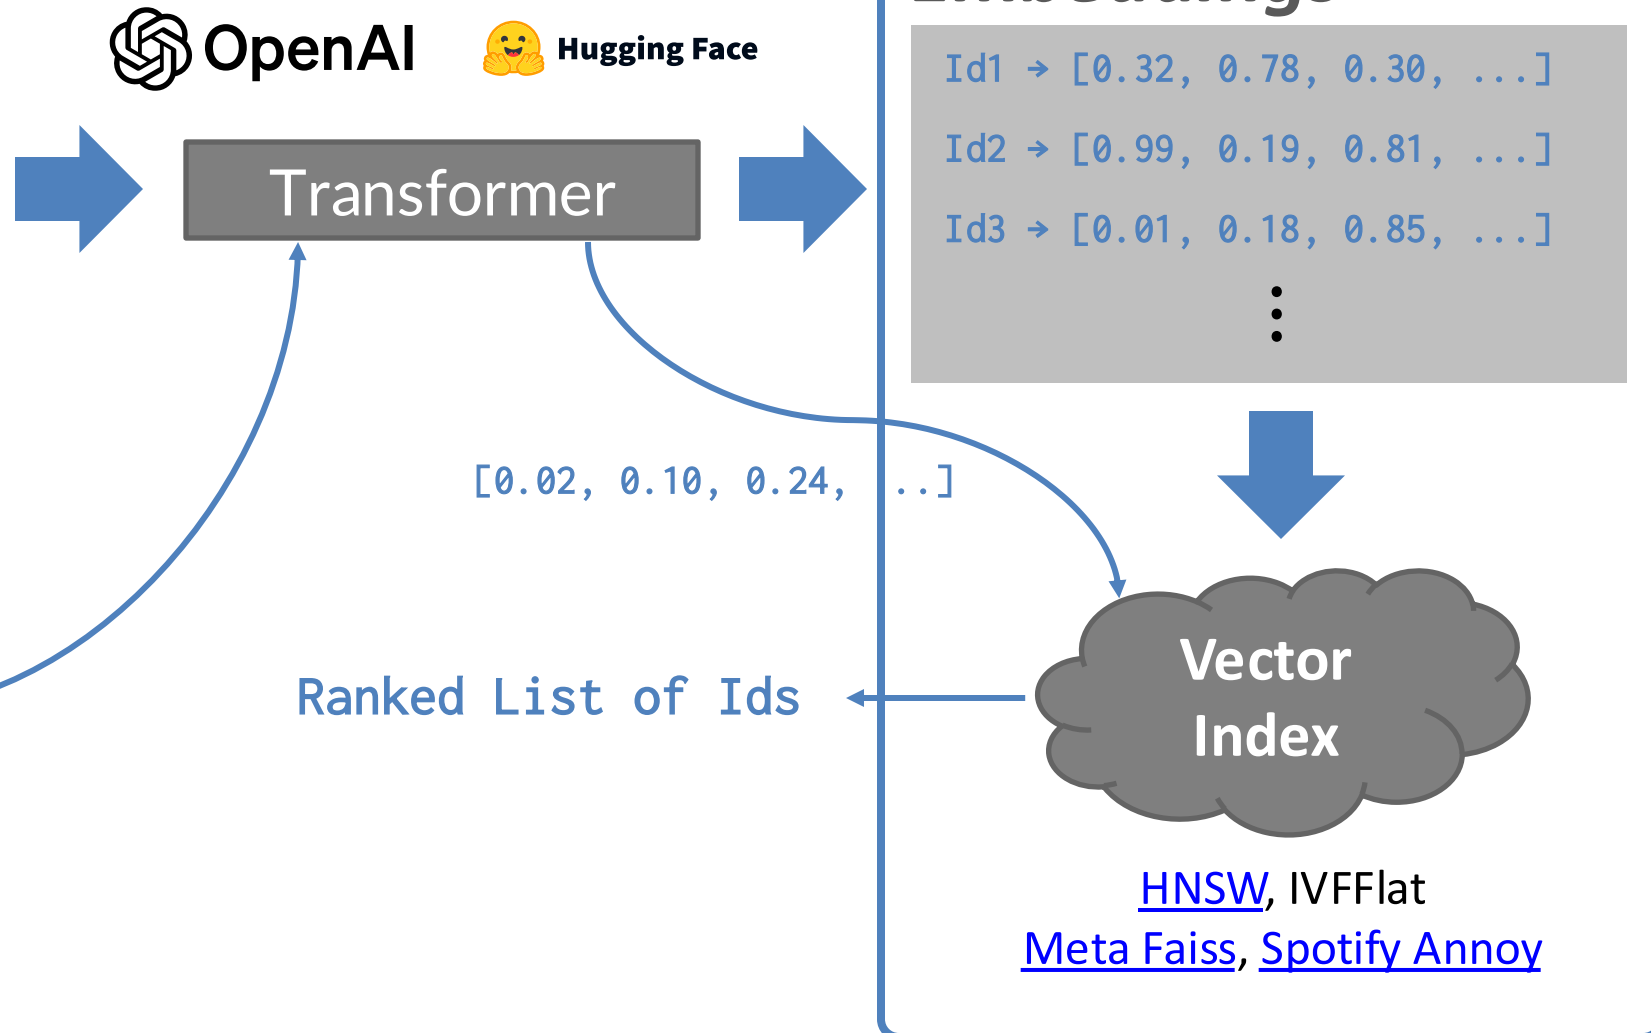 Embeddings
OpenAI
Hugging Face
Id1 → [0.32, 0.78, 0.30, ...]
Transformer
Id2 → [0.99, 0.19, 0.81, ...]
Id3 → [0.01, 0.18, 0.85, ...]
[0.02, 0.10, 0.24, ...]
Ranked List of Ids
Vector
Index
HNSW, IVFFlat
Meta Faiss, Spotify Annoy